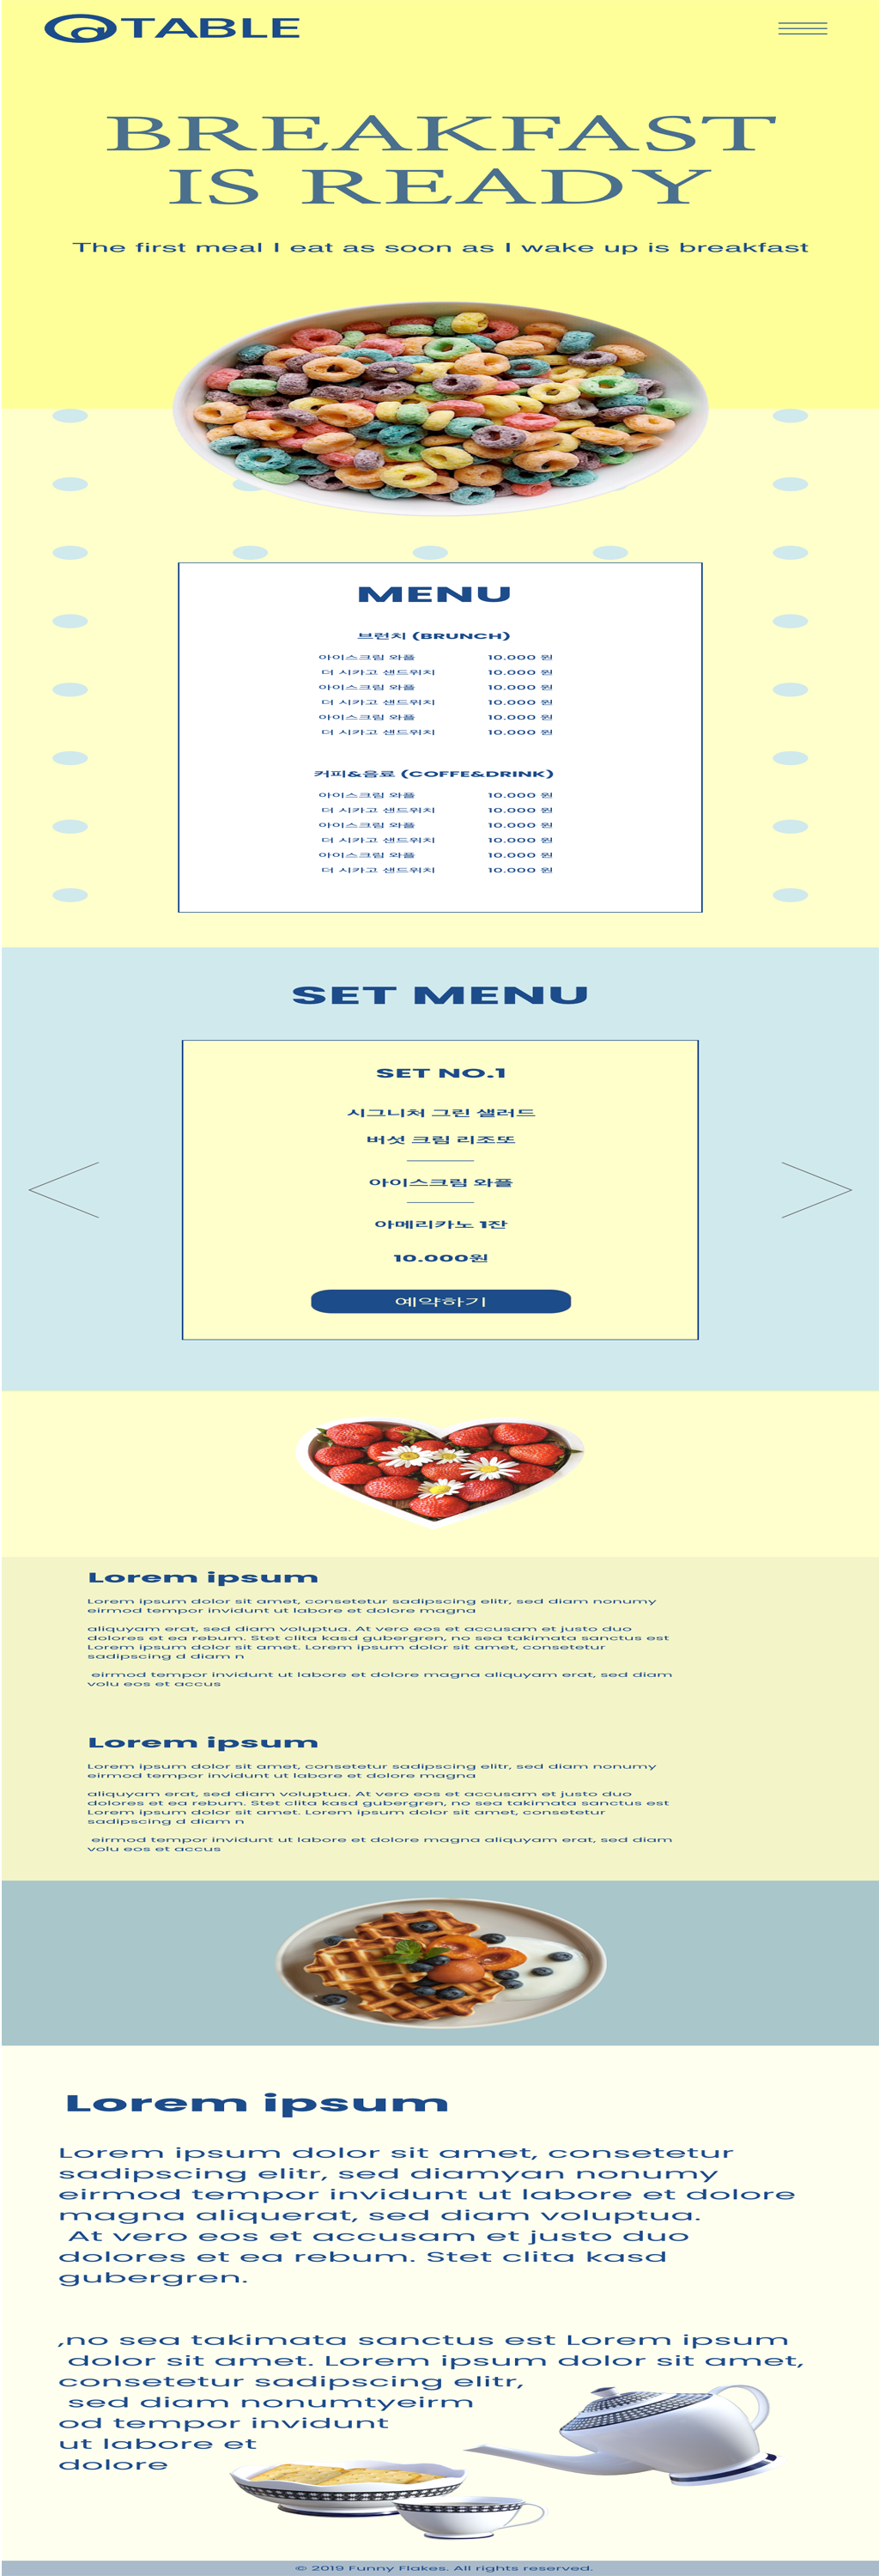 @TABLE
BREAKFAST
IS READY
The first meal I eat as soon as I wake up is breakfast
MENU
브런치 (BRUNCH)
아이스크림 와플 10.000 원
더 시카고 샌드위치 10.000 원
아이스크림 와플 10.000 원
더 시카고 샌드위치 10.000 원
아이스크림 와플 10.000 원
더 시카고 샌드위치 10.000 원
커피&음료 (COFFE&DRINK)
아이스크림 와플 10.000 원
더 시카고 샌드위치 10.000 원
아이스크림 와플 10.000 원
더 시카고 샌드위치 10.000 원
아이스크림 와플 10.000 원
더 시카고 샌드위치 10.000 원
SET MENU
SET NO.1
시그니처 그린 샐러드
버섯 크림 리조또
아이스크림 와플
아메리카노 1잔
10.000원
예약하기
Lorem ipsum
Lorem ipsum dolor sit amet, consetetur sadipscing elitr, sed diam nonumy
eirmod tempor invidunt ut labore et dolore magna
aliquyam erat, sed diam voluptua. At vero eos et accusam et justo duo
dolores et ea rebum. Stet clita kasd gubergren, no sea takimata sanctus est
Lorem ipsum dolor sit amet. Lorem ipsum dolor sit amet, consetetur
sadipscing d diam n
eirmod tempor invidunt ut labore et dolore magna aliquyam erat, sed diam
volu eos et accus
Lorem ipsum
Lorem ipsum dolor sit amet, consetetur sadipscing elitr, sed diam nonumy
eirmod tempor invidunt ut labore et dolore magna
aliquyam erat, sed diam voluptua. At vero eos et accusam et justo duo
dolores et ea rebum. Stet clita kasd gubergren, no sea takimata sanctus est
Lorem ipsum dolor sit amet. Lorem ipsum dolor sit amet, consetetur
sadipscing d diam n
eirmod tempor invidunt ut labore et dolore magna aliquyam erat, sed diam
volu eos et accus
Lorem ipsum
Lorem ipsum dolor sit amet, consetetur
sadipscing elitr, sed diamyan nonumy
eirmod tempor invidunt ut labore et dolore
magna aliquerat, sed diam voluptua.
At vero eos et accusam et justo duo
dolores et ea rebum. Stet clita kasd
gubergren.
,no sea takimata sanctus est Lorem ipsum
dolor sit amet. Lorem ipsum dolor sit amet,
consetetur sadipscing elitr,
sed diam nonumtyeirm
od tempor invidunt
ut labore et
dolore
© 2019 Funny Flakes. All rights reserved.